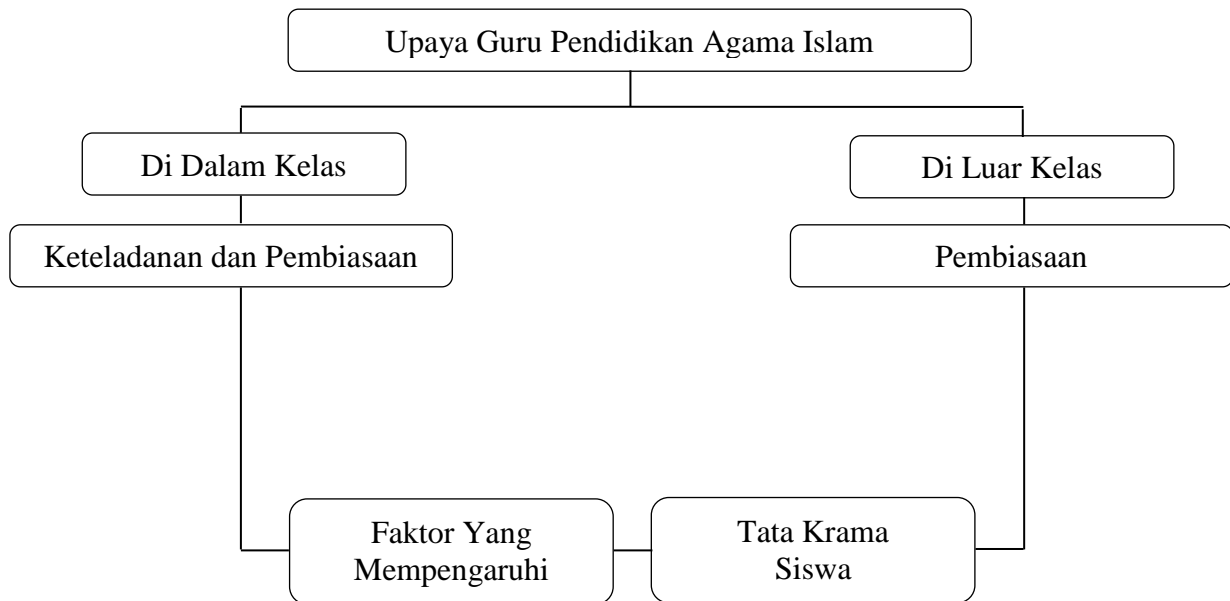 Upaya Guru Pendidikan Agama Islam
Di Dalam Kelas
Di Luar Kelas
Keteladanan dan Pembiasaan
Pembiasaan
Faktor Yang
Mempengaruhi
Tata Krama
Siswa